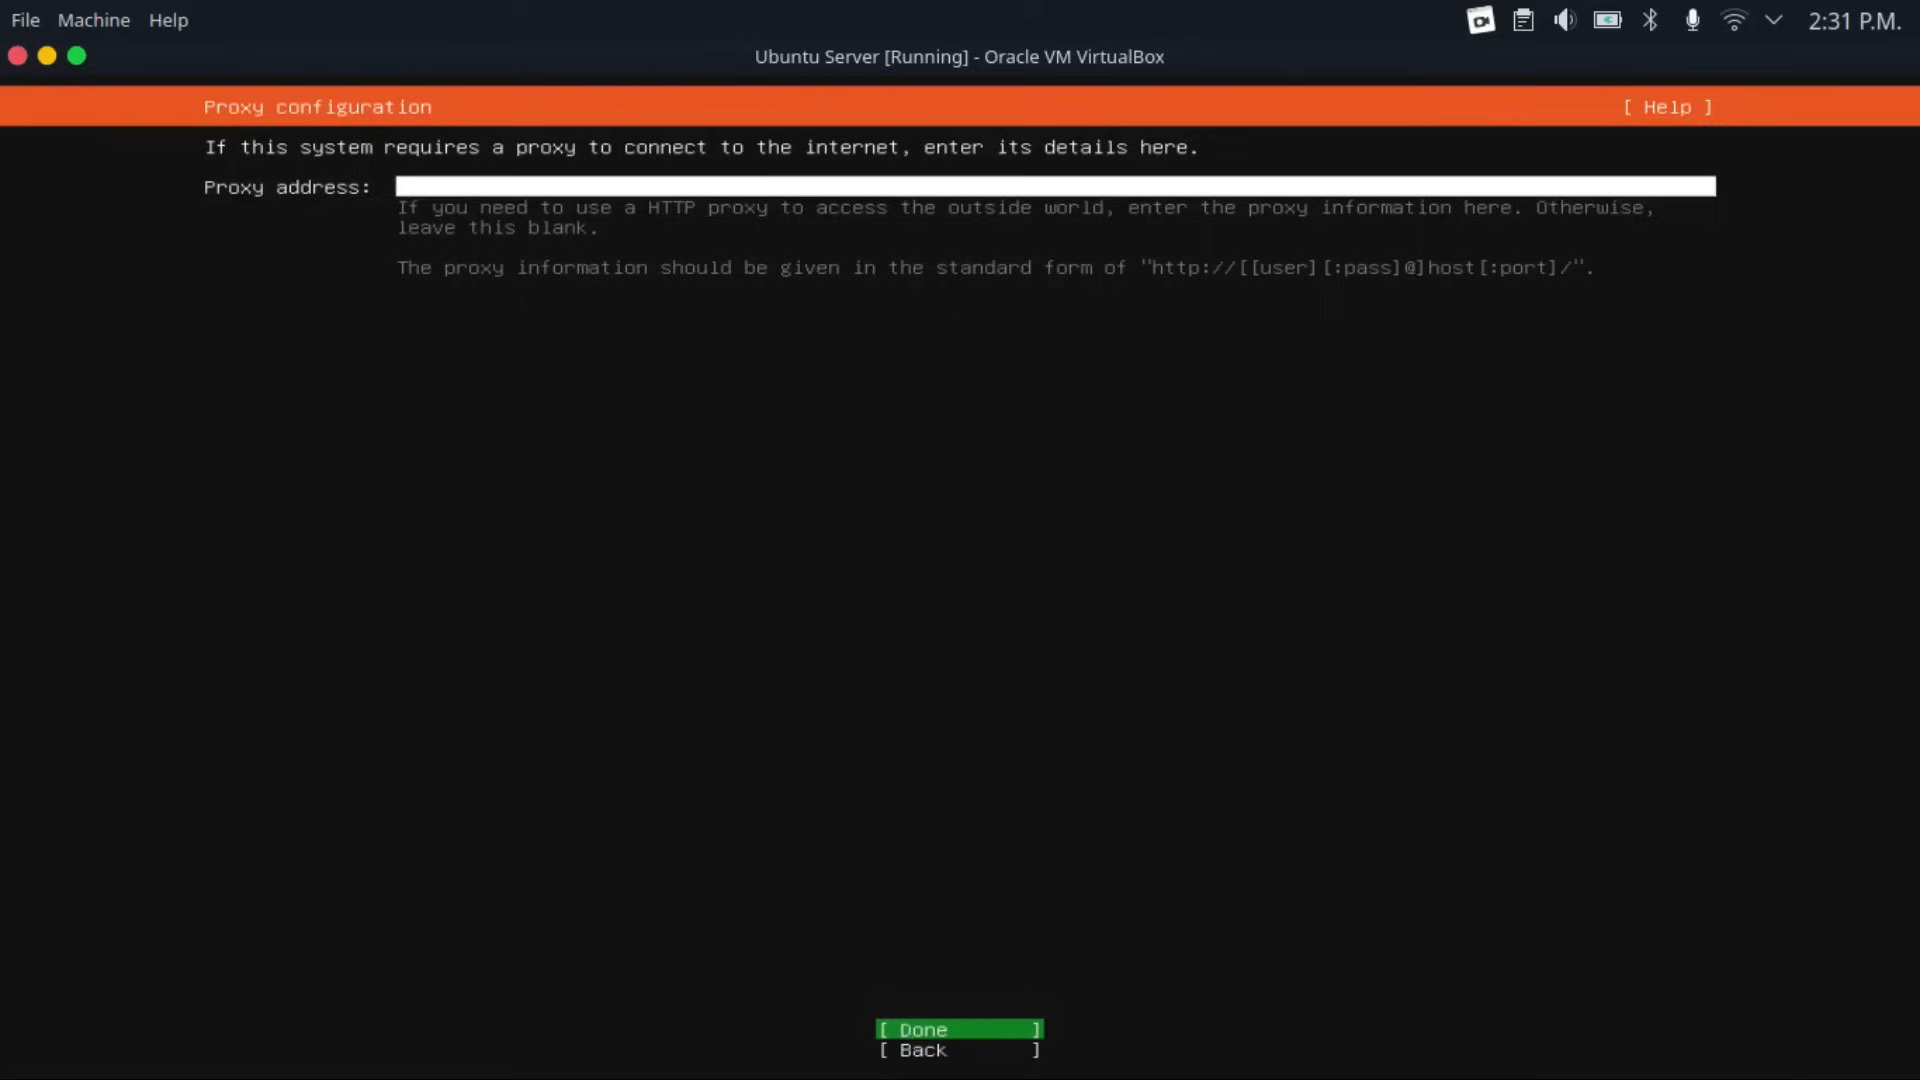 File Machine Help
2:31 P.M.
Ubuntu Server [Running] - Oracle VM VirtualBox
Proxy configuration
[ Help ]
If this system requires a proxy to connect to the internet, enter its details here.
Proxy address:
If you need to use a HTTP proxy to access the outside world, enter the proxy information here. Otherwise,
leave this blank.
The proxy information should be given in the standard form of "http://[[user][:pass]@]host[:port]/".
[ Done ]
[ Back ]